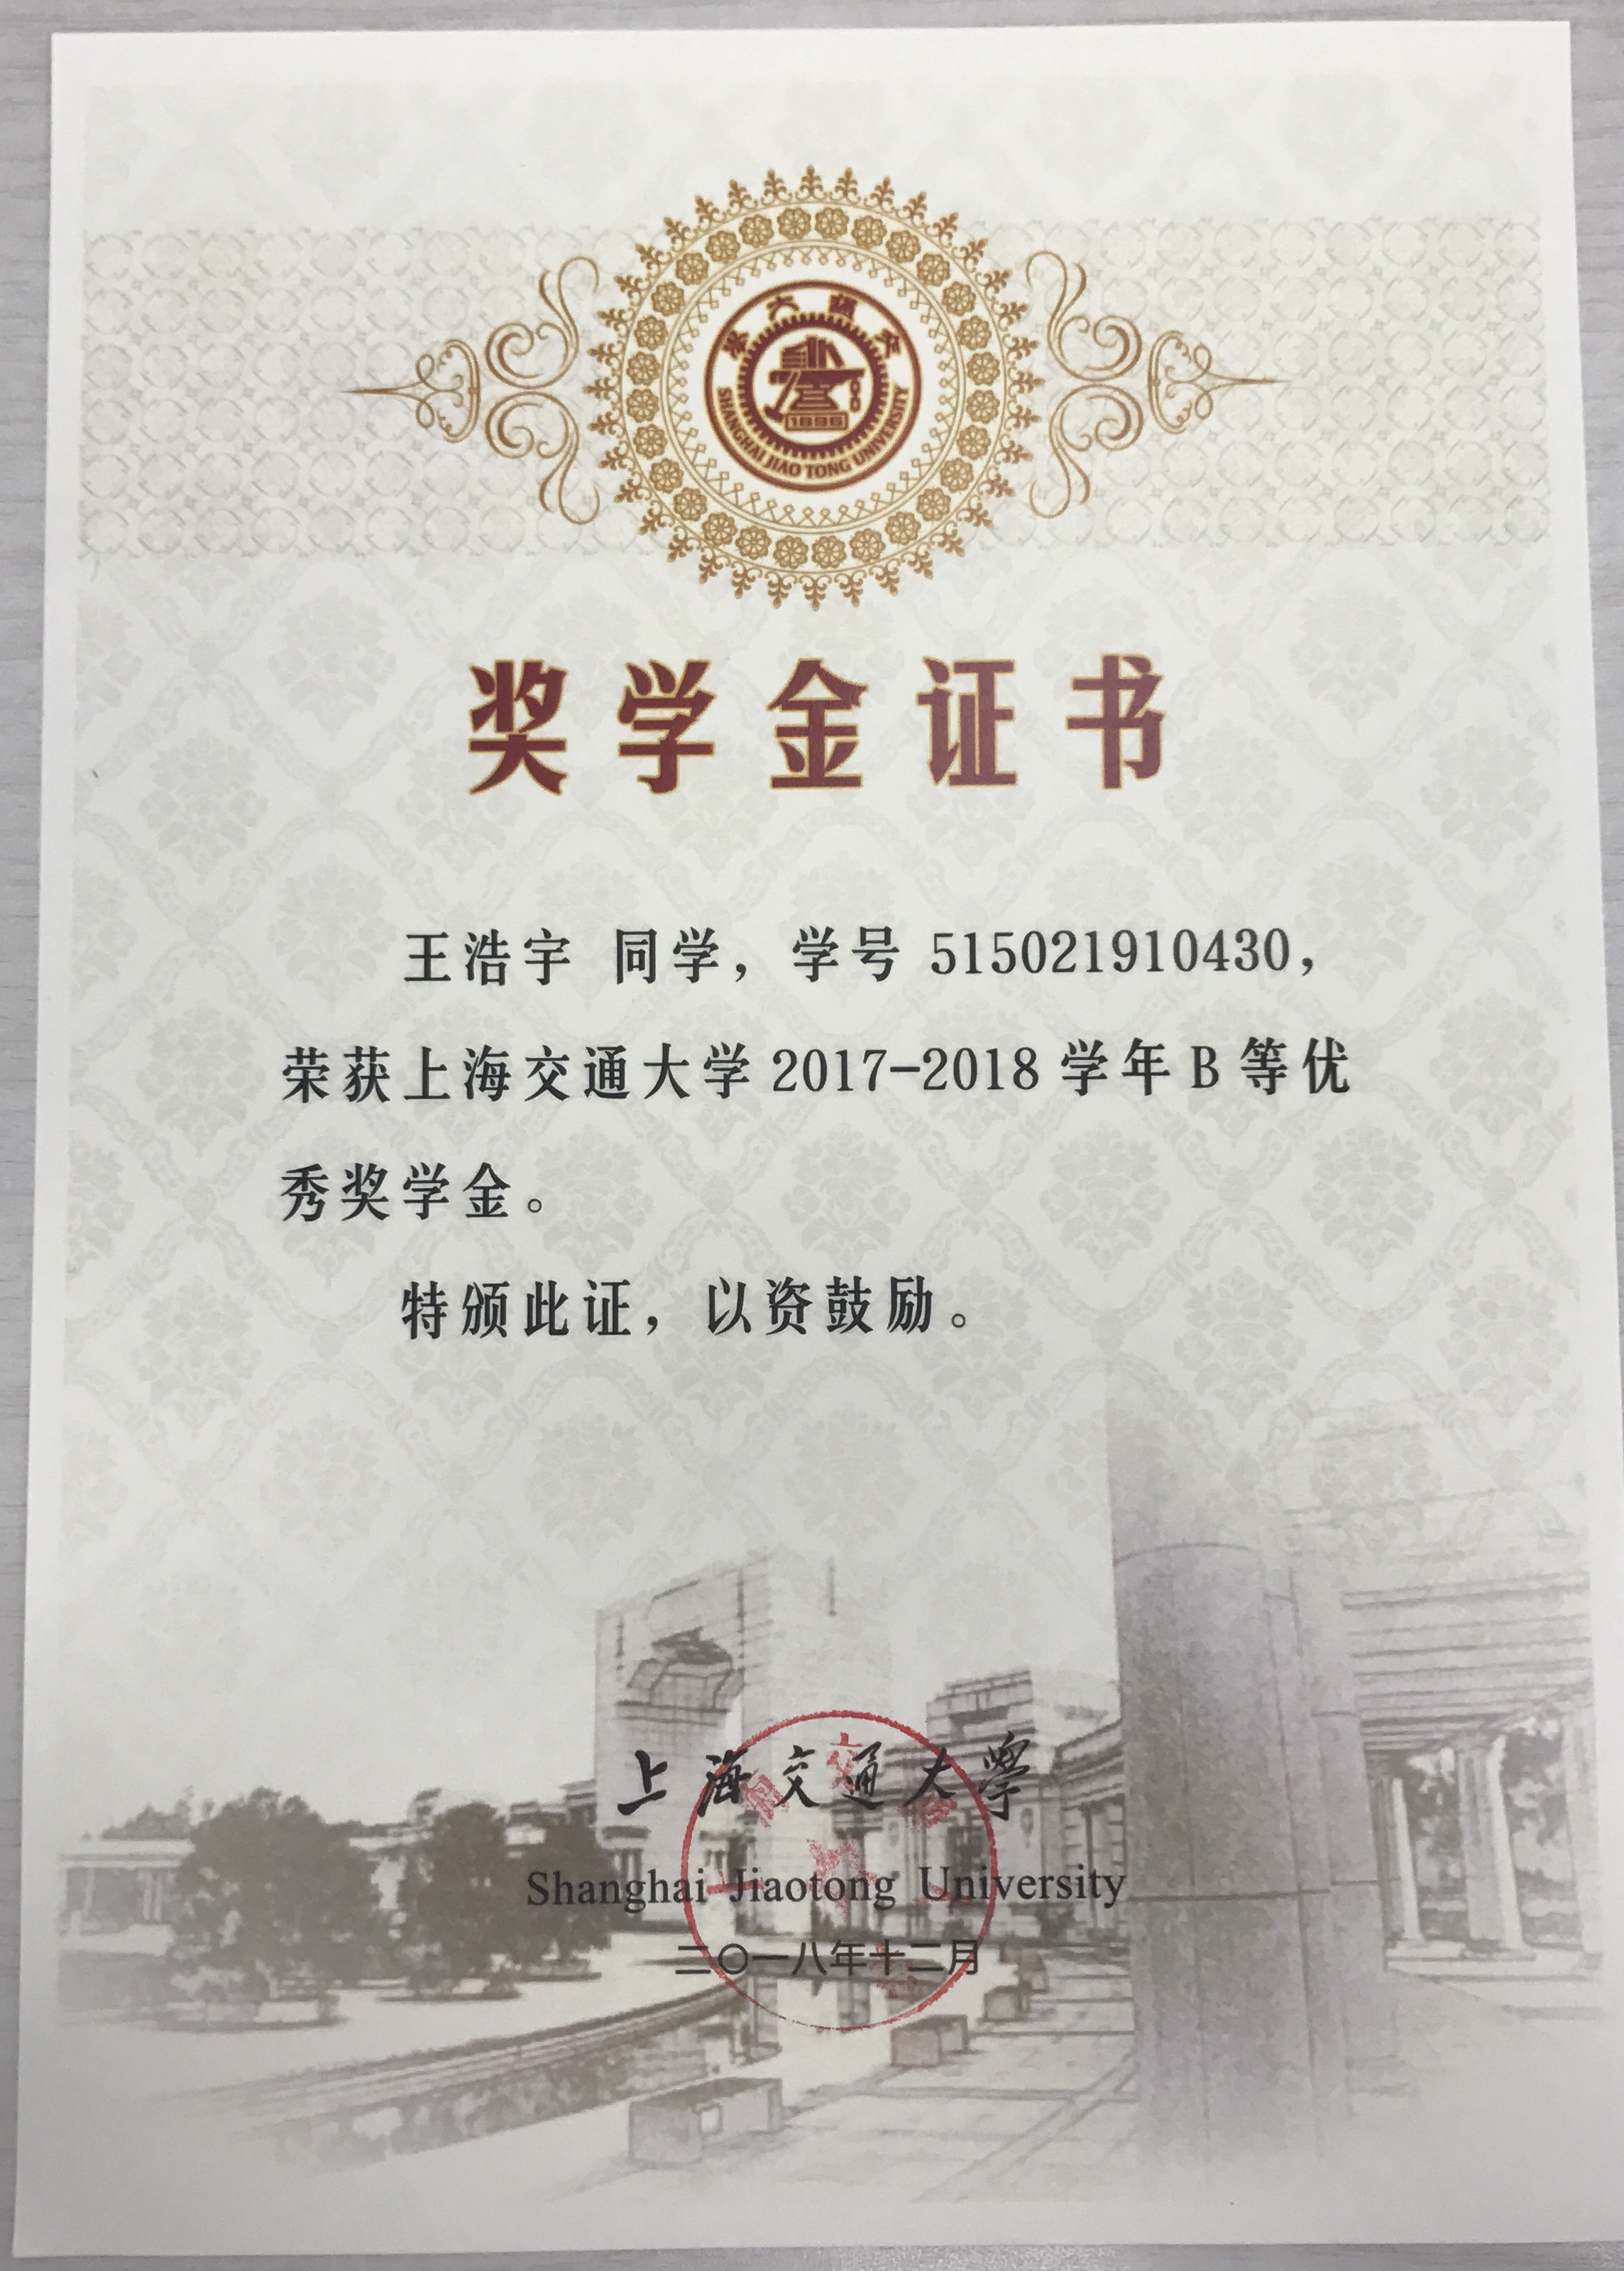 交通大学
1896
SHANGHAI JIAO TONG UNIVERSITY
奖学金证书
王浩宇 同学，学号 515021910430，
荣获上海交通大学 2017-2018 学年 B 等优
秀奖学金。
特颁此证，以资鼓励。
上海交通大學
Shanghai Jiaotong University
二〇一八年十二月